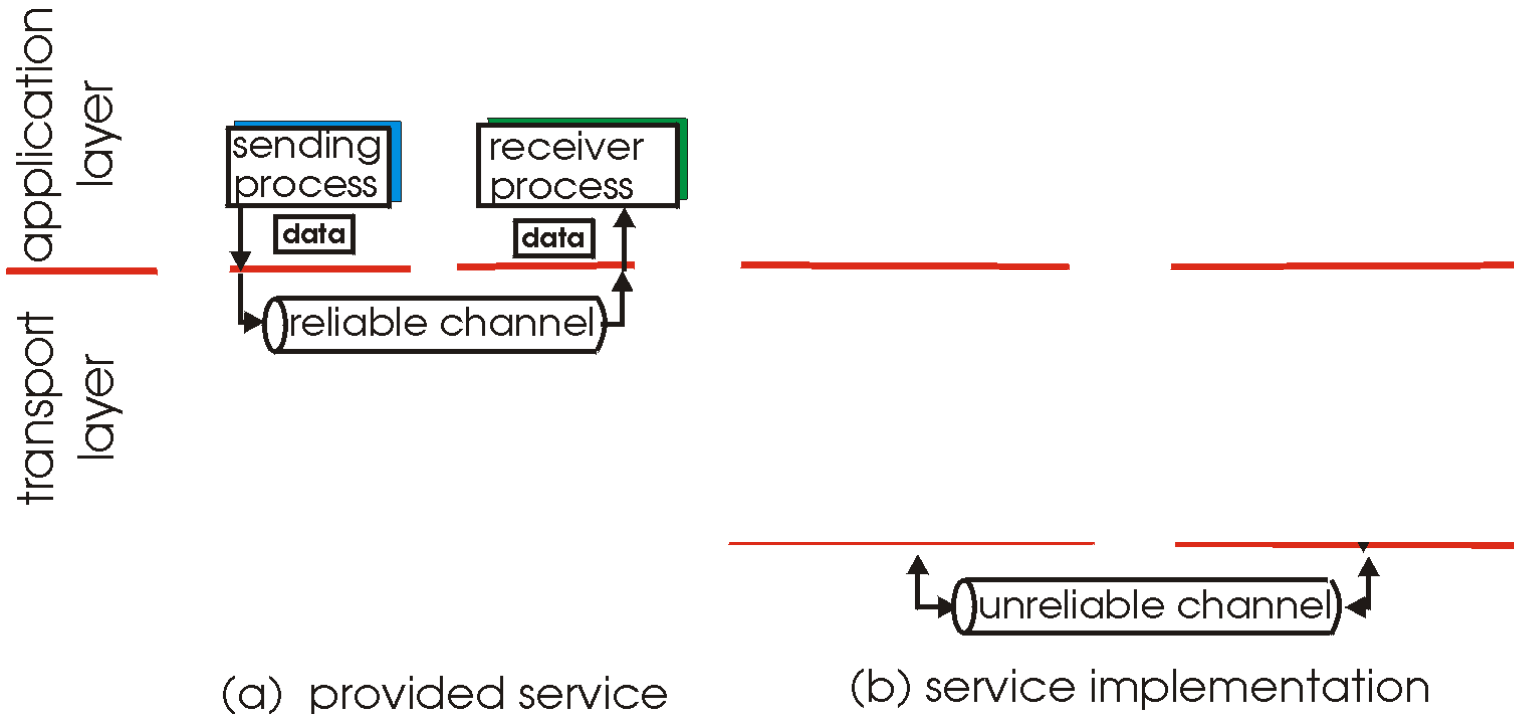 application
layer
transport
layer
sending
process
data
receiver
process
data
reliable channel
unreliable channel
(a) provided service
(b) service implementation